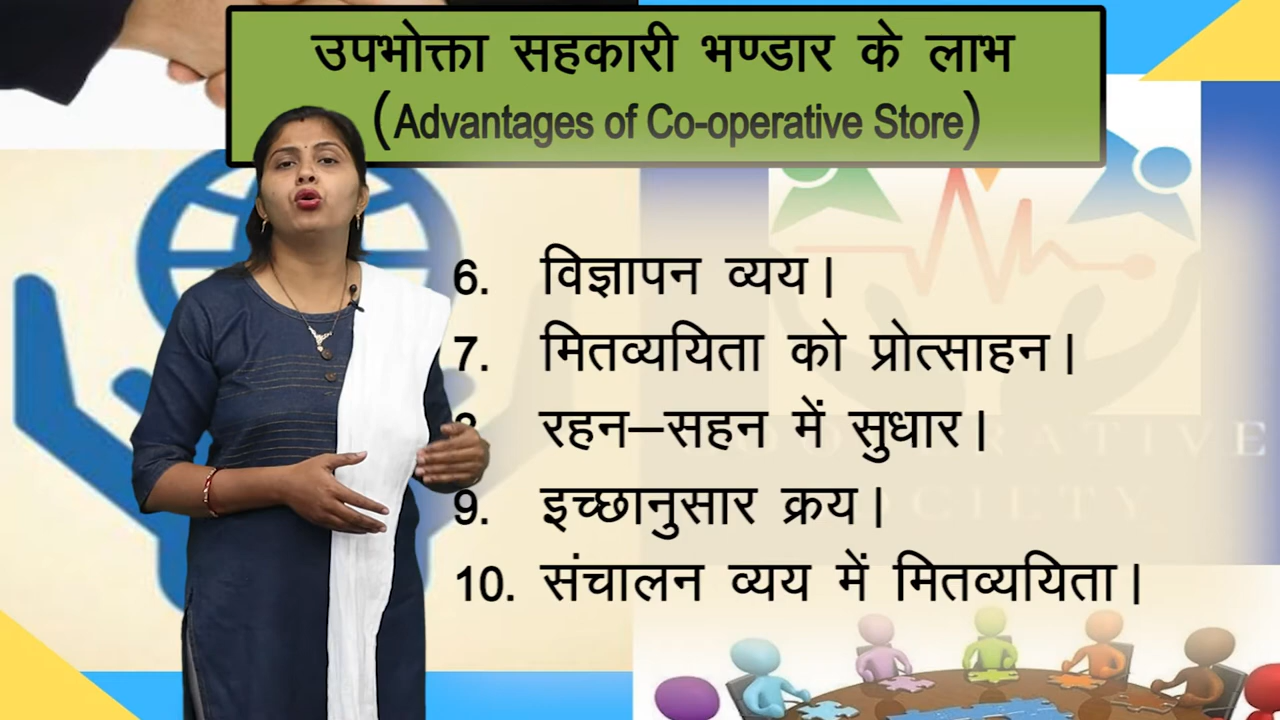 उपभोक्ता सहकारी भण्डार के लाभ
(Advantages of Co-operative Store)
6. विज्ञापन व्यय।
7. मितव्ययिता को प्रोत्साहन।
रहन–सहन में सुधार।
9. इच्छानुसार क्रय।
10. संचालन व्यय में मितव्ययिता।